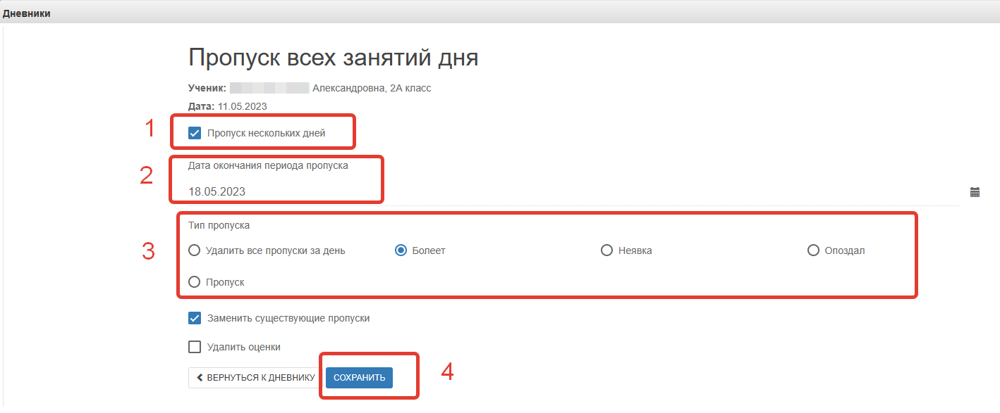 Дневники
Пропуск всех занятий дня
Ученик: Александровна, 2А класс
Дата: 11.05.2023
1
Пропуск нескольких дней
2
Дата окончания периода пропуска
18.05.2023
3
Тип пропуска
Удалить все пропуски за день Болеет Неявка Опоздал
Пропуск
Заменить существующие пропуски
Удалить оценки
ВЕРНУТЬСЯ К ДНЕВНИКУ СОХРАНИТЬ 4